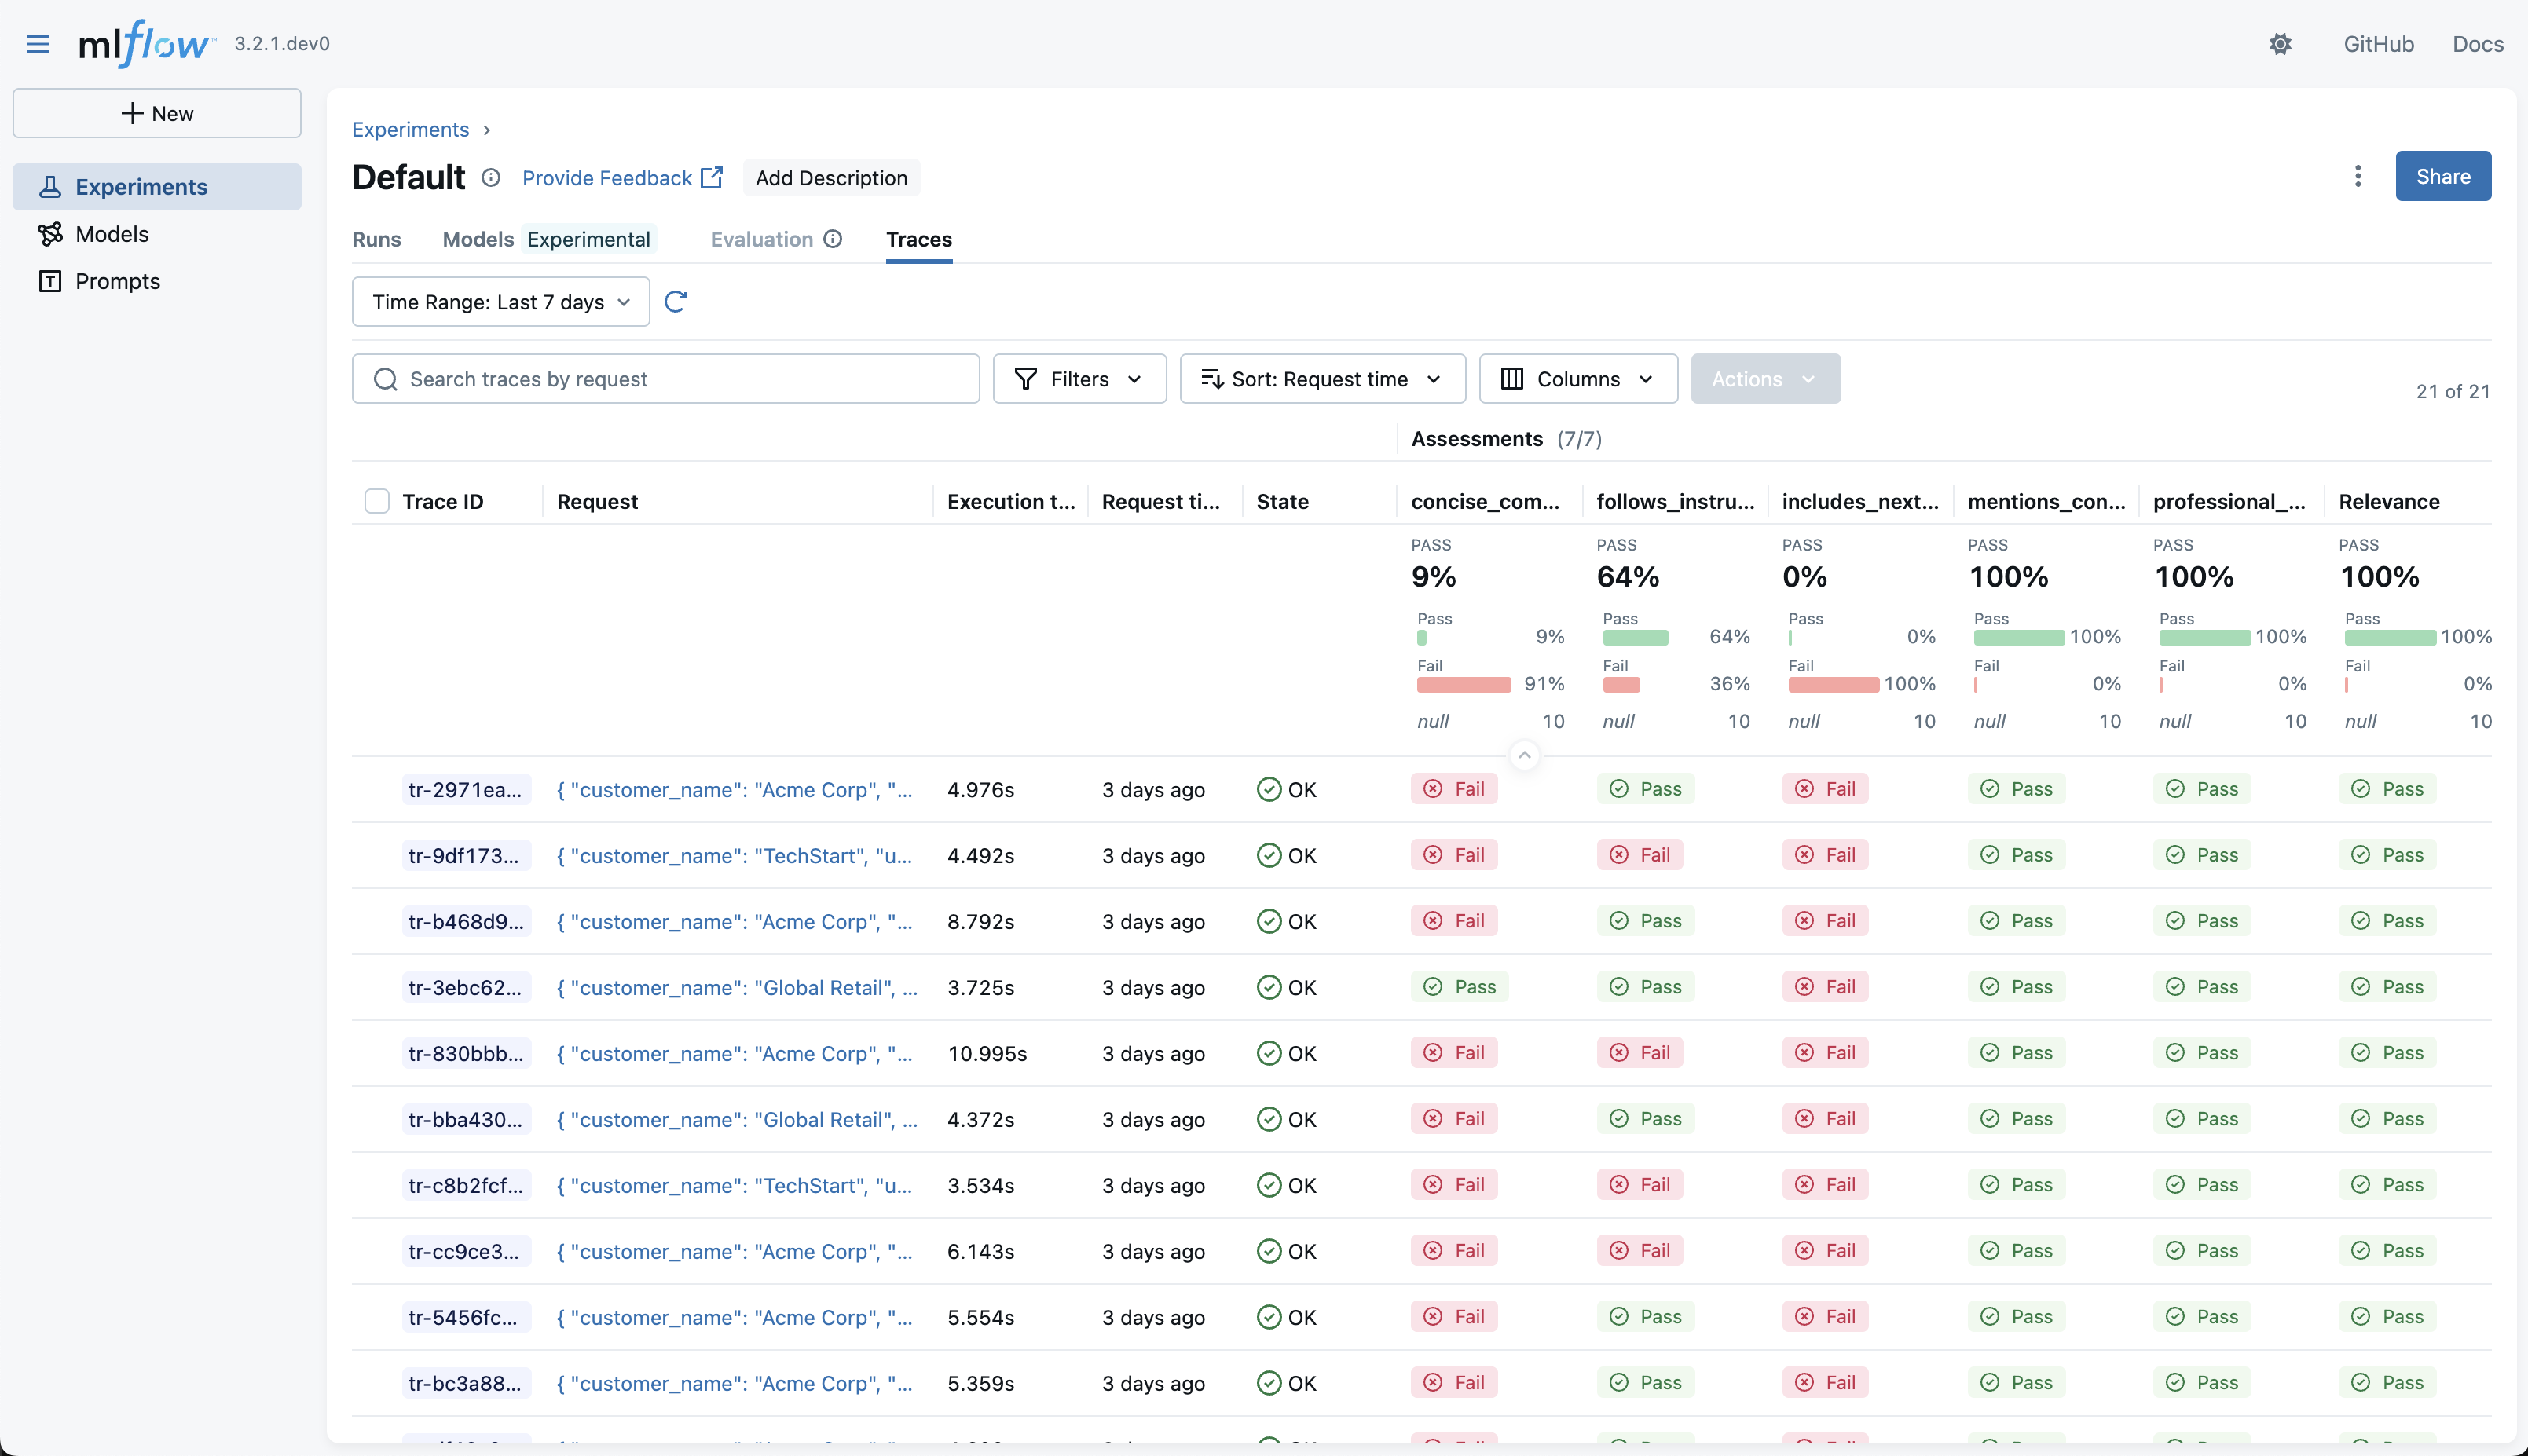 mlflow™ 3.2.1.dev0 GitHub Docs
New
Experiments
Models
Prompts
Experiments
Default Provide Feedback Add Description Share
Runs Models Experimental Evaluation Traces
Time Range: Last 7 days
Search traces by request Filters Sort: Request time Columns Actions 21 of 21
Assessments (7/7)
Trace ID Request Execution t... Request ti... State concise_com... follows_instru... includes_next... mentions_con... professional_... Relevance
PASS PASS PASS PASS PASS PASS
9% 64% 0% 100% 100% 100%
Pass Pass Pass Pass Pass Pass
9% 64% 0% 100% 100% 100%
Fail Fail Fail Fail Fail Fail
91% 36% 100% 0% 0% 0%
null 10 null 10 null 10 null 10 null 10 null 10
tr-2971ea... { "customer_name": "Acme Corp", "... 4.976s 3 days ago OK Fail Pass Fail Pass Pass Pass
tr-9df173... { "customer_name": "TechStart", "u... 4.492s 3 days ago OK Fail Fail Fail Pass Pass Pass
tr-b468d9... { "customer_name": "Acme Corp", "... 8.792s 3 days ago OK Fail Pass Fail Pass Pass Pass
tr-3ebc62... { "customer_name": "Global Retail", ... 3.725s 3 days ago OK Pass Pass Fail Pass Pass Pass
tr-830bbb... { "customer_name": "Acme Corp", "... 10.995s 3 days ago OK Fail Fail Fail Pass Pass Pass
tr-bba430... { "customer_name": "Global Retail", ... 4.372s 3 days ago OK Fail Pass Fail Pass Pass Pass
tr-c8b2fcf... { "customer_name": "TechStart", "u... 3.534s 3 days ago OK Fail Fail Fail Pass Pass Pass
tr-cc9ce3... { "customer_name": "Acme Corp", "... 6.143s 3 days ago OK Fail Fail Fail Pass Pass Pass
tr-5456fc... { "customer_name": "Acme Corp", "... 5.554s 3 days ago OK Fail Pass Fail Pass Pass Pass
tr-bc3a88... { "customer_name": "Acme Corp", "... 5.359s 3 days ago OK Fail Pass Fail Pass Pass Pass